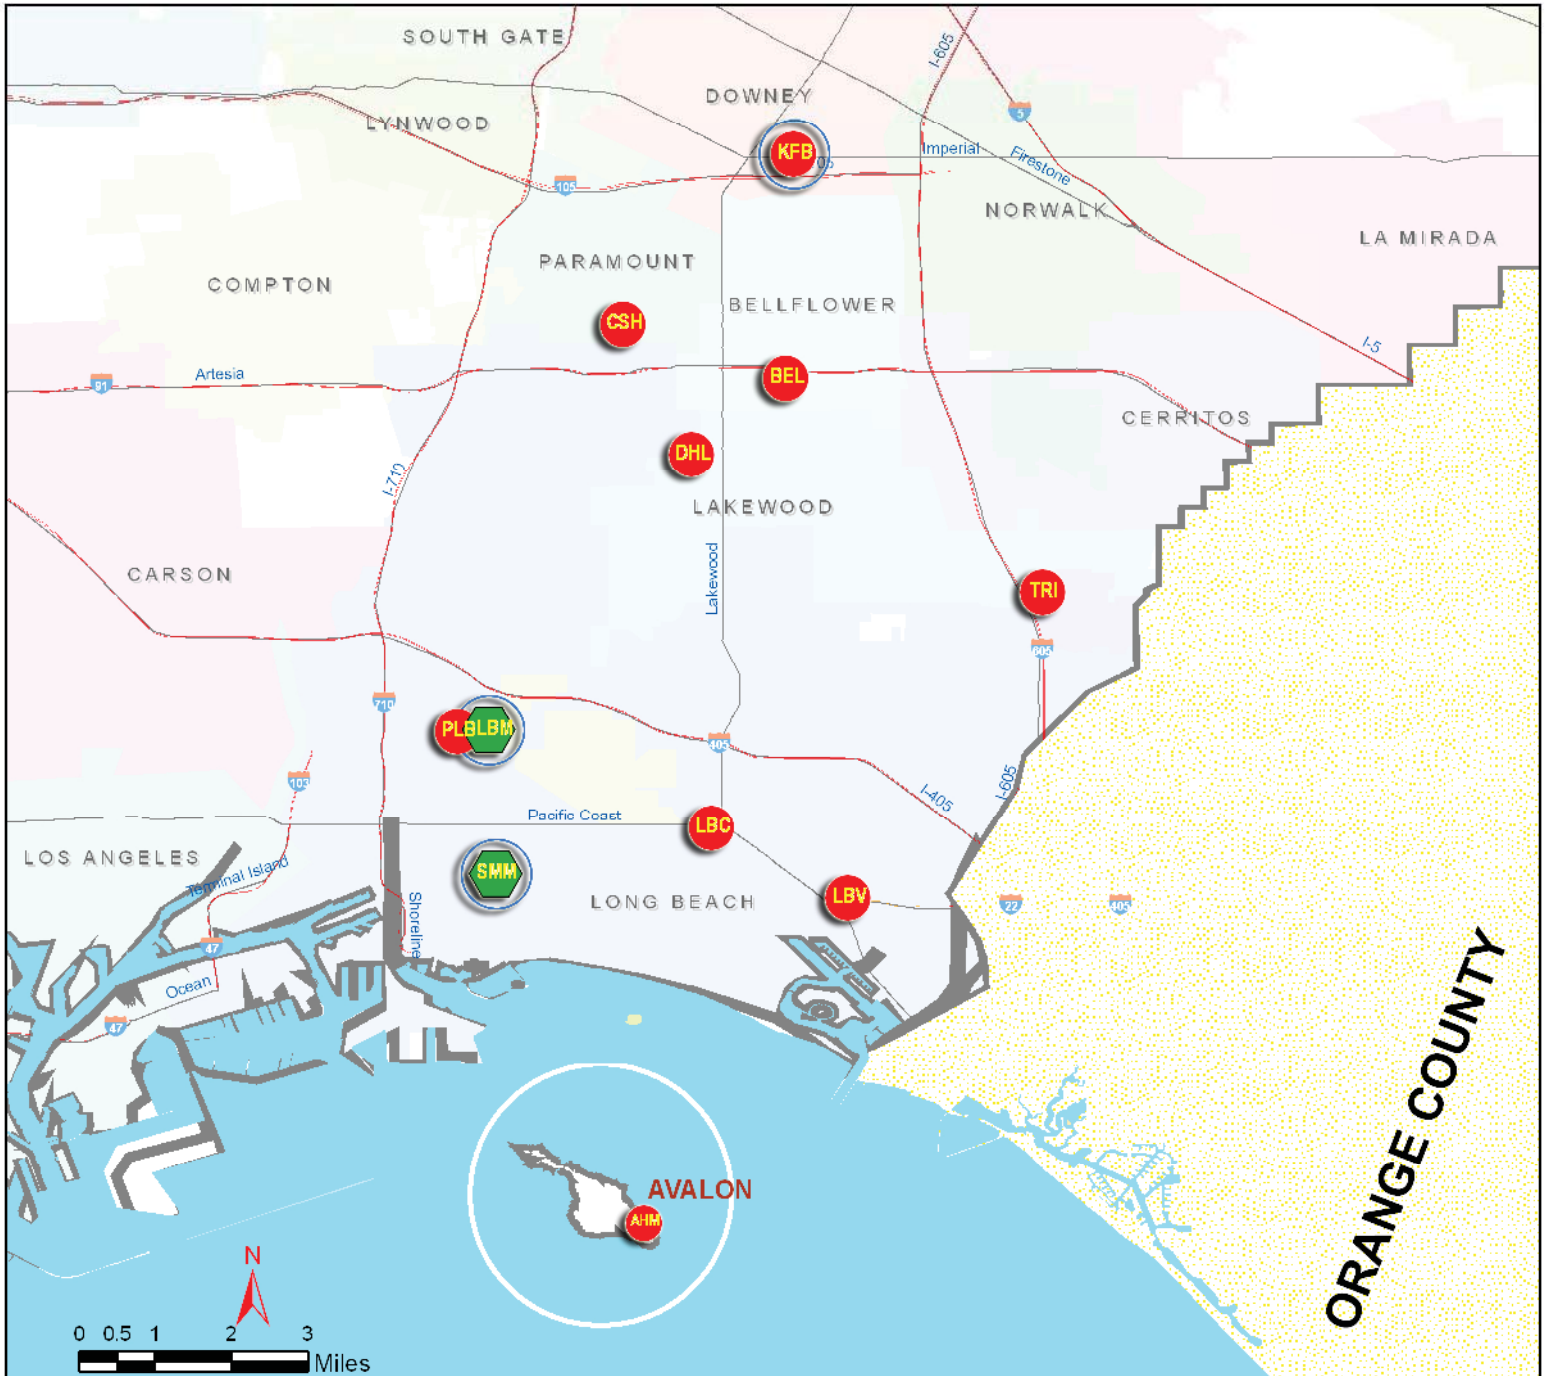 SOUTH GATE
I-605
DOWNEY
5
LYNWOOD
KFB
Imperial
Firestone
105
NORWALK
LA MIRADA
PARAMOUNT
COMPTON
BELLFLOWER
CSH
I-5
Artesia
91
BEL
CERRITOS
DHL
I-710
LAKEWOOD
CARSON
Lakewood
TRI
605
710
PLB
LBM
405
103
I-605
I-405
Pacific Coast
LBC
LOS ANGELES
Terminal Island
SMM
LONG BEACH
LBV
22
405
Shoreline
47
Ocean
47
ORANGE COUNTY
AVALON
AHM
N
0 0.5 1 2 3
Miles